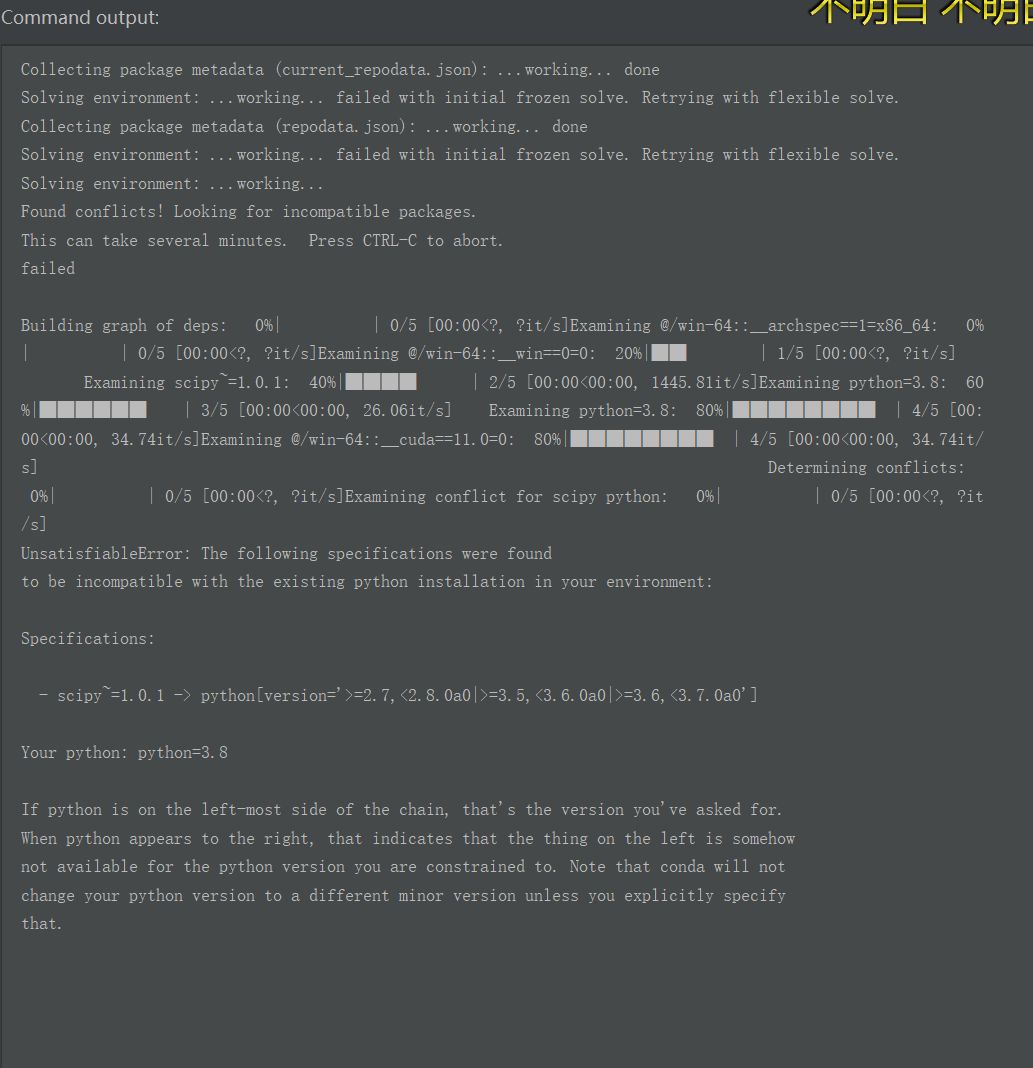 Command output:
不明白 不明白
Collecting package metadata (current_repodata.json): ...working... done
Solving environment: ...working... failed with initial frozen solve. Retrying with flexible solve.
Collecting package metadata (repodata.json): ...working... done
Solving environment: ...working... failed with initial frozen solve. Retrying with flexible solve.
Solving environment: ...working...
Found conflicts! Looking for incompatible packages.
This can take several minutes.  Press CTRL-C to abort.
failed
Building graph of deps:   0%|          | 0/5 [00:00<?, ?it/s]Examining @/win-64::__archspec==1=x86_64:   0%
|          | 0/5 [00:00<?, ?it/s]Examining @/win-64::__win==0=0:  20%|██        | 1/5 [00:00<?, ?it/s]
Examining scipy~=1.0.1:  40%|████      | 2/5 [00:00<00:00, 1445.81it/s]Examining python=3.8:  60
%|██████    | 3/5 [00:00<00:00, 26.06it/s]    Examining python=3.8:  80%|████████  | 4/5 [00:
00<00:00, 34.74it/s]Examining @/win-64::__cuda==11.0=0:  80%|████████  | 4/5 [00:00<00:00, 34.74it/
s]                                                                                 Determining conflicts:
0%|          | 0/5 [00:00<?, ?it/s]Examining conflict for scipy python:   0%|          | 0/5 [00:00<?, ?it
/s]
UnsatisfiableError: The following specifications were found
to be incompatible with the existing python installation in your environment:
Specifications:
- scipy~=1.0.1 -> python[version='>=2.7,<2.8.0a0|>=3.5,<3.6.0a0|>=3.6,<3.7.0a0']
Your python: python=3.8
If python is on the left-most side of the chain, that's the version you've asked for.
When python appears to the right, that indicates that the thing on the left is somehow
not available for the python version you are constrained to. Note that conda will not
change your python version to a different minor version unless you explicitly specify
that.